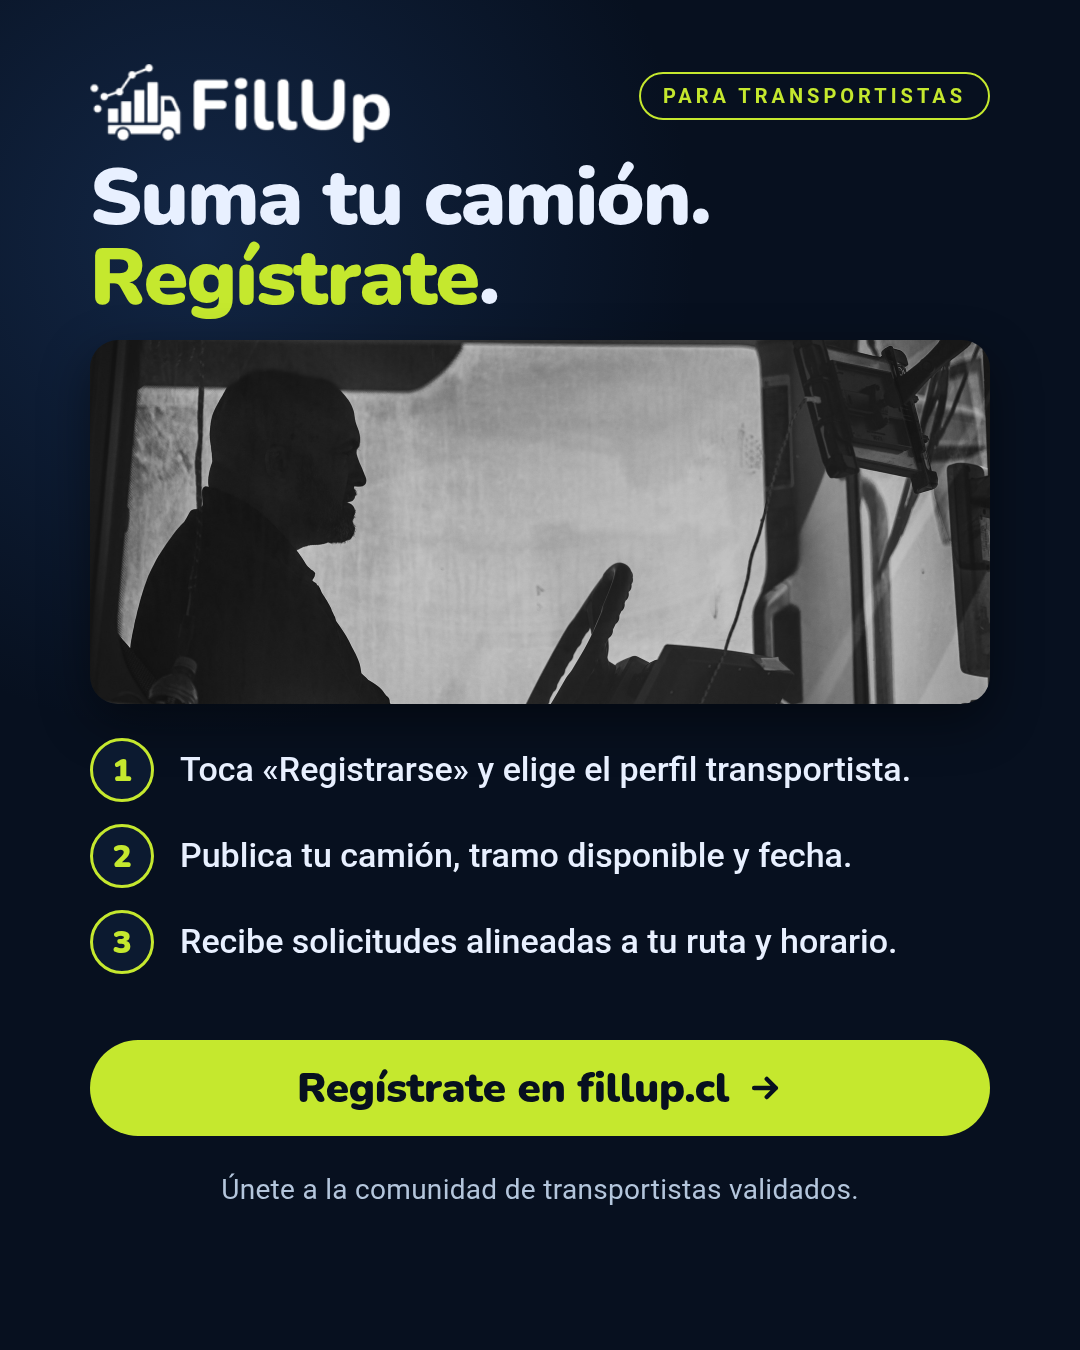 FillUp
PARA TRANSPORTISTAS
Suma tu camión.
Regístrate.
1 Toca «Registrarse» y elige el perfil transportista.
2 Publica tu camión, tramo disponible y fecha.
3 Recibe solicitudes alineadas a tu ruta y horario.
Regístrate en fillup.cl →
Únete a la comunidad de transportistas validados.